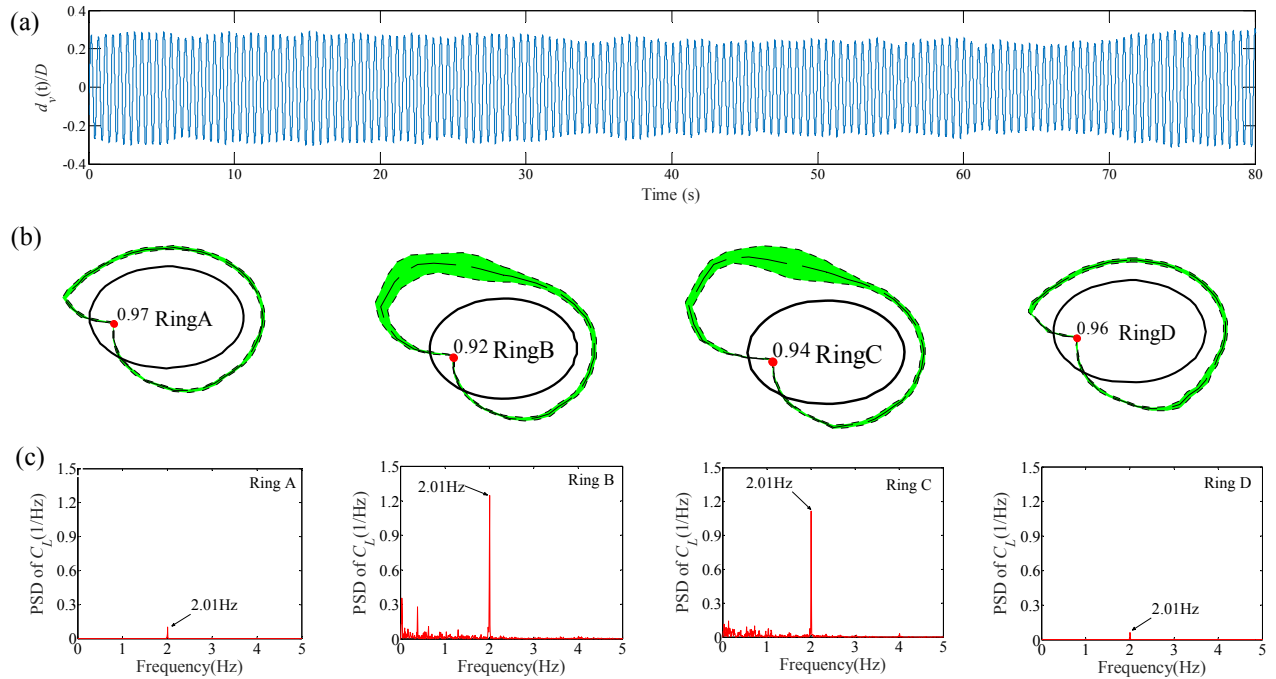 (a)
d_v(t)/D
0.4
0.2
0
-0.2
-0.4
0 10 20 30 40 50 60 70 80
Time (s)
(b)
0.97 RingA
0.92 RingB
0.94 RingC
0.96 RingD
(c)
PSD of C_L(1/Hz)
1.5
1.2
0.9
0.6
0.3
0
Ring A
2.01Hz
0 1 2 3 4 5
Frequency(Hz)
PSD of C_L(1/Hz)
1.5
1.2
0.9
0.6
0.3
0
Ring B
2.01Hz
0 1 2 3 4 5
Frequency(Hz)
PSD of C_L(1/Hz)
1.5
1.2
0.9
0.6
0.3
0
Ring C
2.01Hz
0 1 2 3 4 5
Frequency(Hz)
PSD of C_L(1/Hz)
1.5
1.2
0.9
0.6
0.3
0
Ring D
2.01Hz
0 1 2 3 4 5
Frequency(Hz)